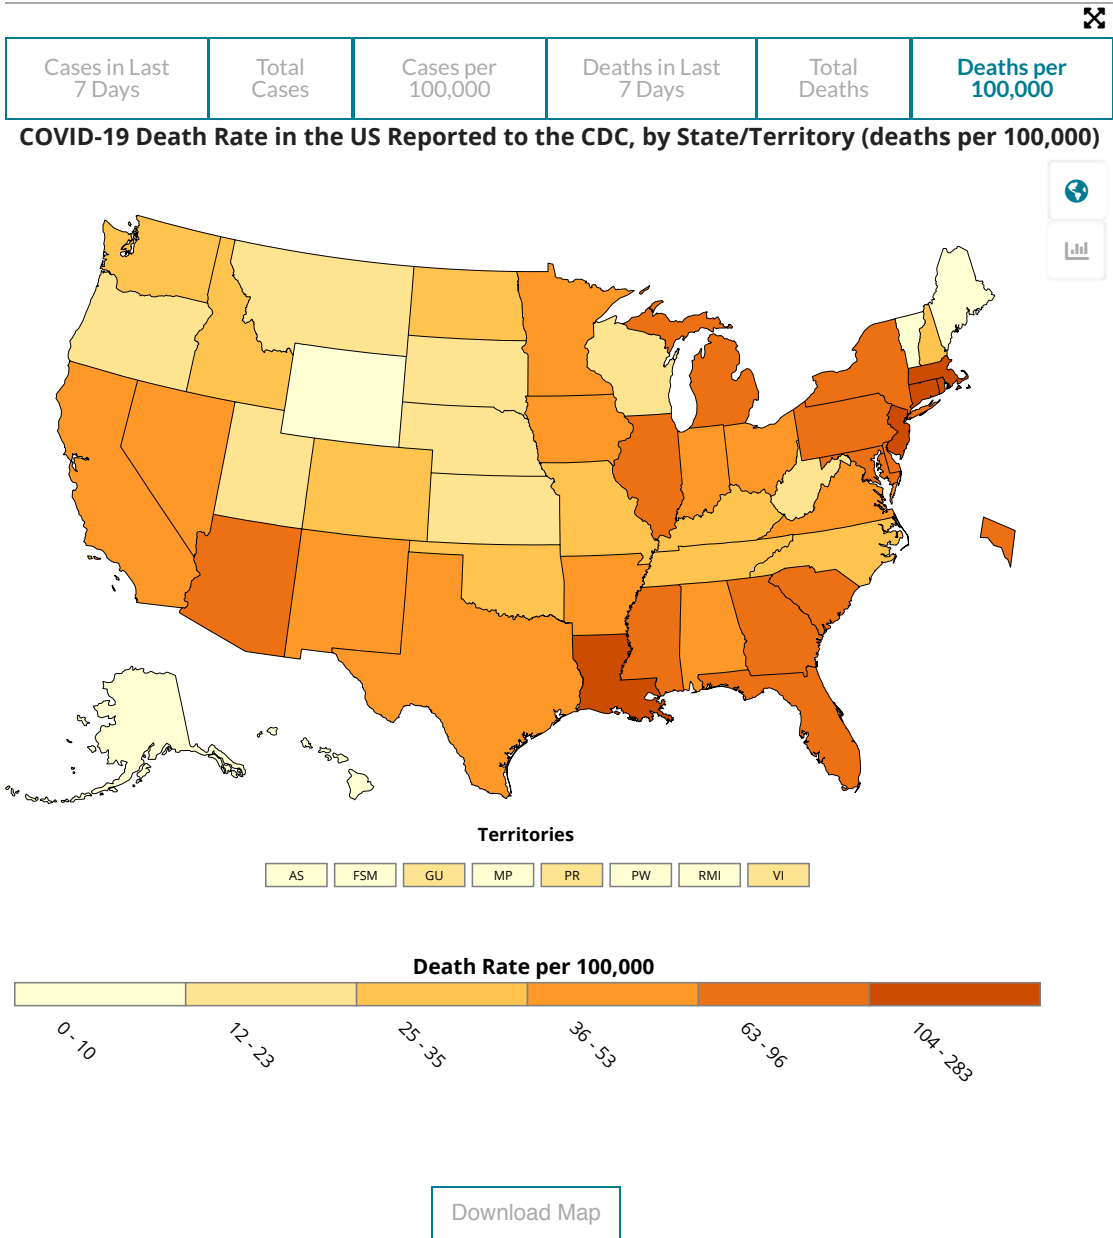 Cases in Last
7 Days
Total
Cases
Cases per
100,000
Deaths in Last
7 Days
Total
Deaths
Deaths per
100,000
COVID-19 Death Rate in the US Reported to the CDC, by State/Territory (deaths per 100,000)
Territories
AS FSM GU MP PR PW RMI VI
Death Rate per 100,000
0 - 10 12 - 23 25 - 35 36 - 53 63 - 96 104 - 283
Download Map